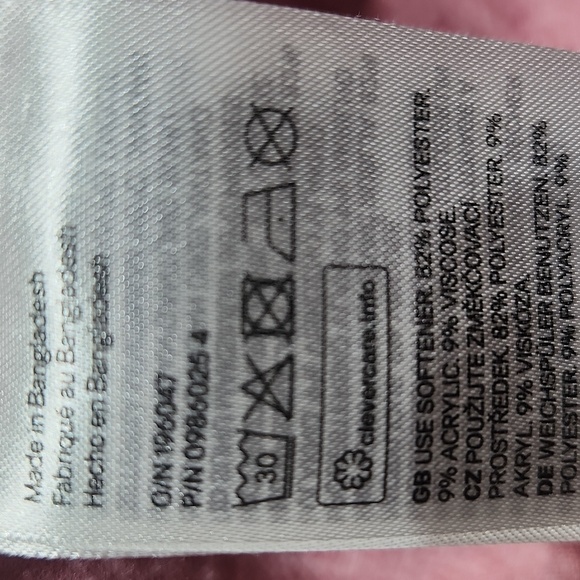 Made in Bangladesh
Fabriqué au Bangladesh
Hecho en Bangladesh
O/N 196047
P/N 0986026 4
30
clevercare.info
GB USE SOFTENER. 82% POLYESTER.
9% ACRYLIC. 9% VISCOSE.
CZ POUŽIJTE ZMĚKČOVACÍ
PROSTŘEDEK. 82% POLYESTER. 9%
AKRYL. 9% VISKÓZA.
DE WEICHSPÜLER BENUTZEN. 82%
POLYESTER. 9% POLYACRYL. 9%